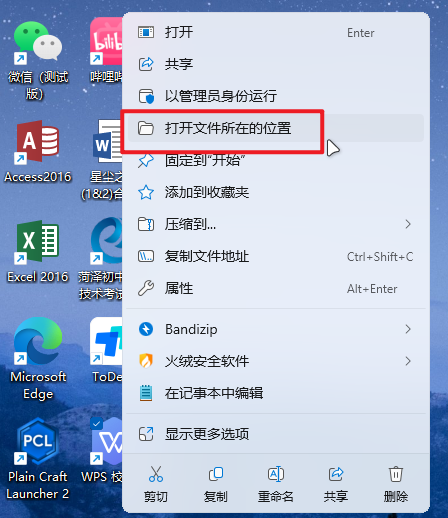 微信（测试
版）
bili
哔哩哔
Access2016
星尘之
(1&2)合
Excel 2016
菏泽初中
技术考试
Microsoft
Edge
ToDe
PCL
Plain Craft
Launcher 2
WPS 校
打开 Enter
共享
以管理员身份运行
打开文件所在的位置
固定到“开始”
添加到收藏夹
压缩到...
复制文件地址 Ctrl+Shift+C
属性 Alt+Enter
Bandizip
火绒安全软件
在记事本中编辑
显示更多选项
剪切 复制 重命名 共享 删除